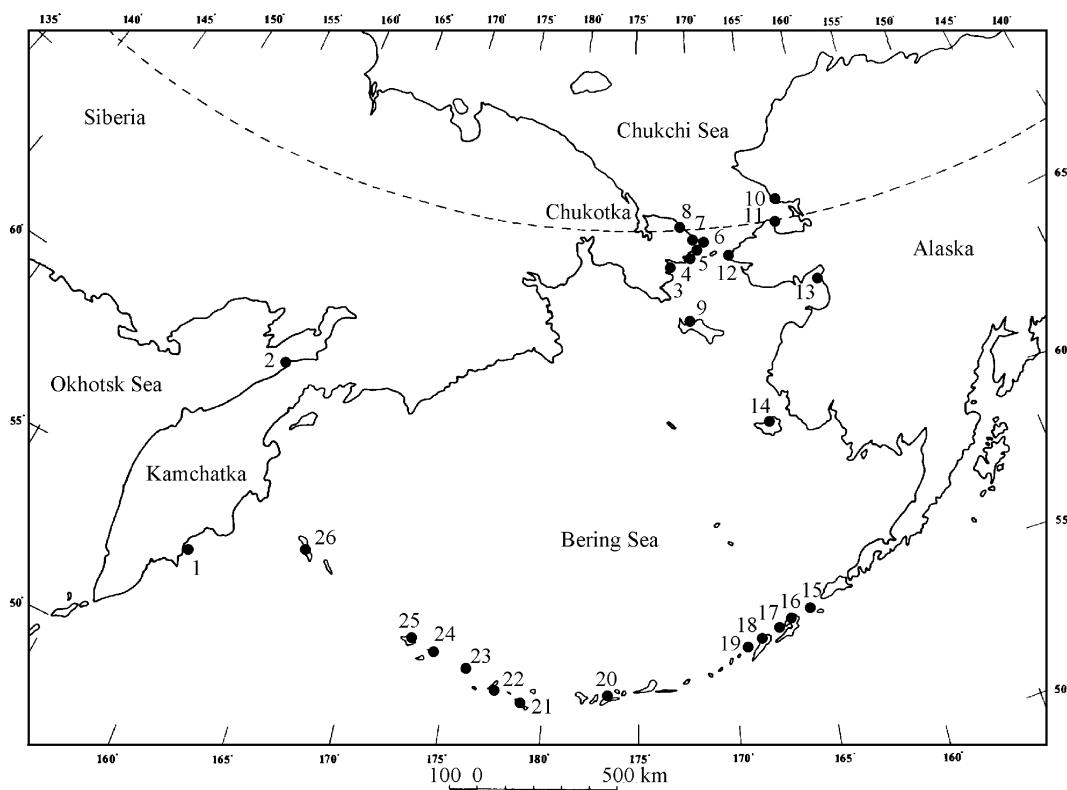 135° 140° 145° 150° 155° 160° 165° 170° 175° 180° 175° 170° 165° 160° 155° 150° 145° 140°
Siberia
Chukchi Sea
65°
10
Chukotka 8 11
7 6
60° Alaska
5 12
4
3 13
9
2 60°
Okhotsk Sea
14
55°
Kamchatka
55°
Bering Sea
26
1
50° 15
16
17
25 18
24 19
23
22 20 50°
21
160° 165° 170° 175° 180° 175° 170° 165° 160°
100 0 500 km